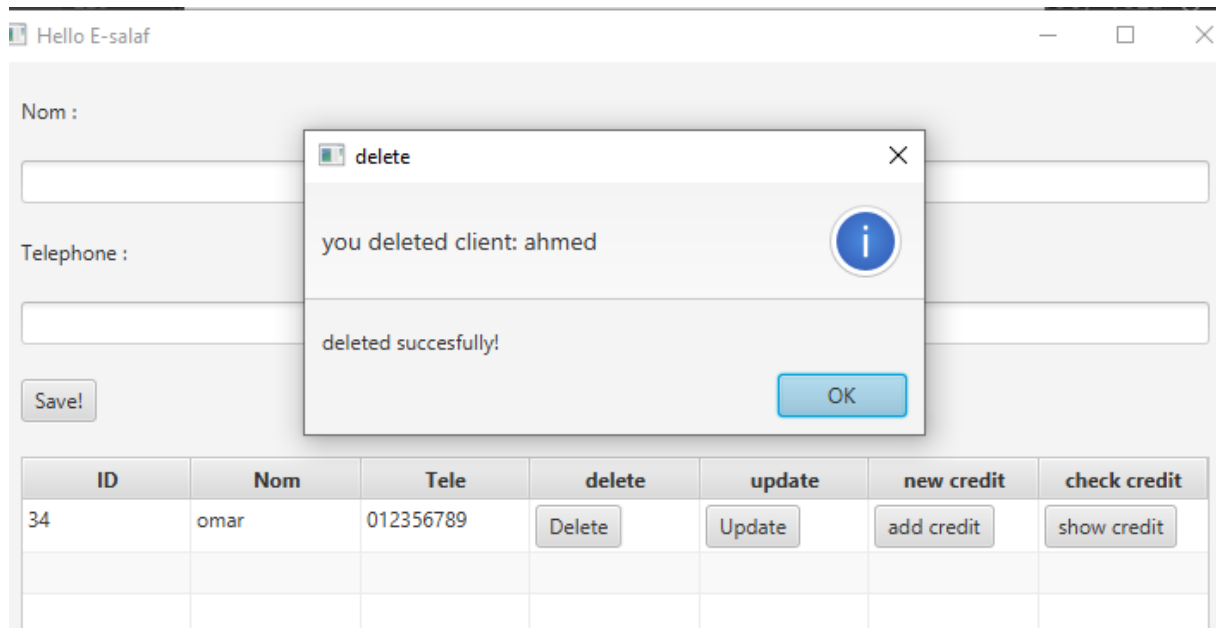 Hello E-salaf
Nom :
delete
you deleted client: ahmed
Telephone :
deleted succesfully!
OK
Save!
ID Nom Tele delete update new credit check credit
34 omar 012356789 Delete Update add credit show credit